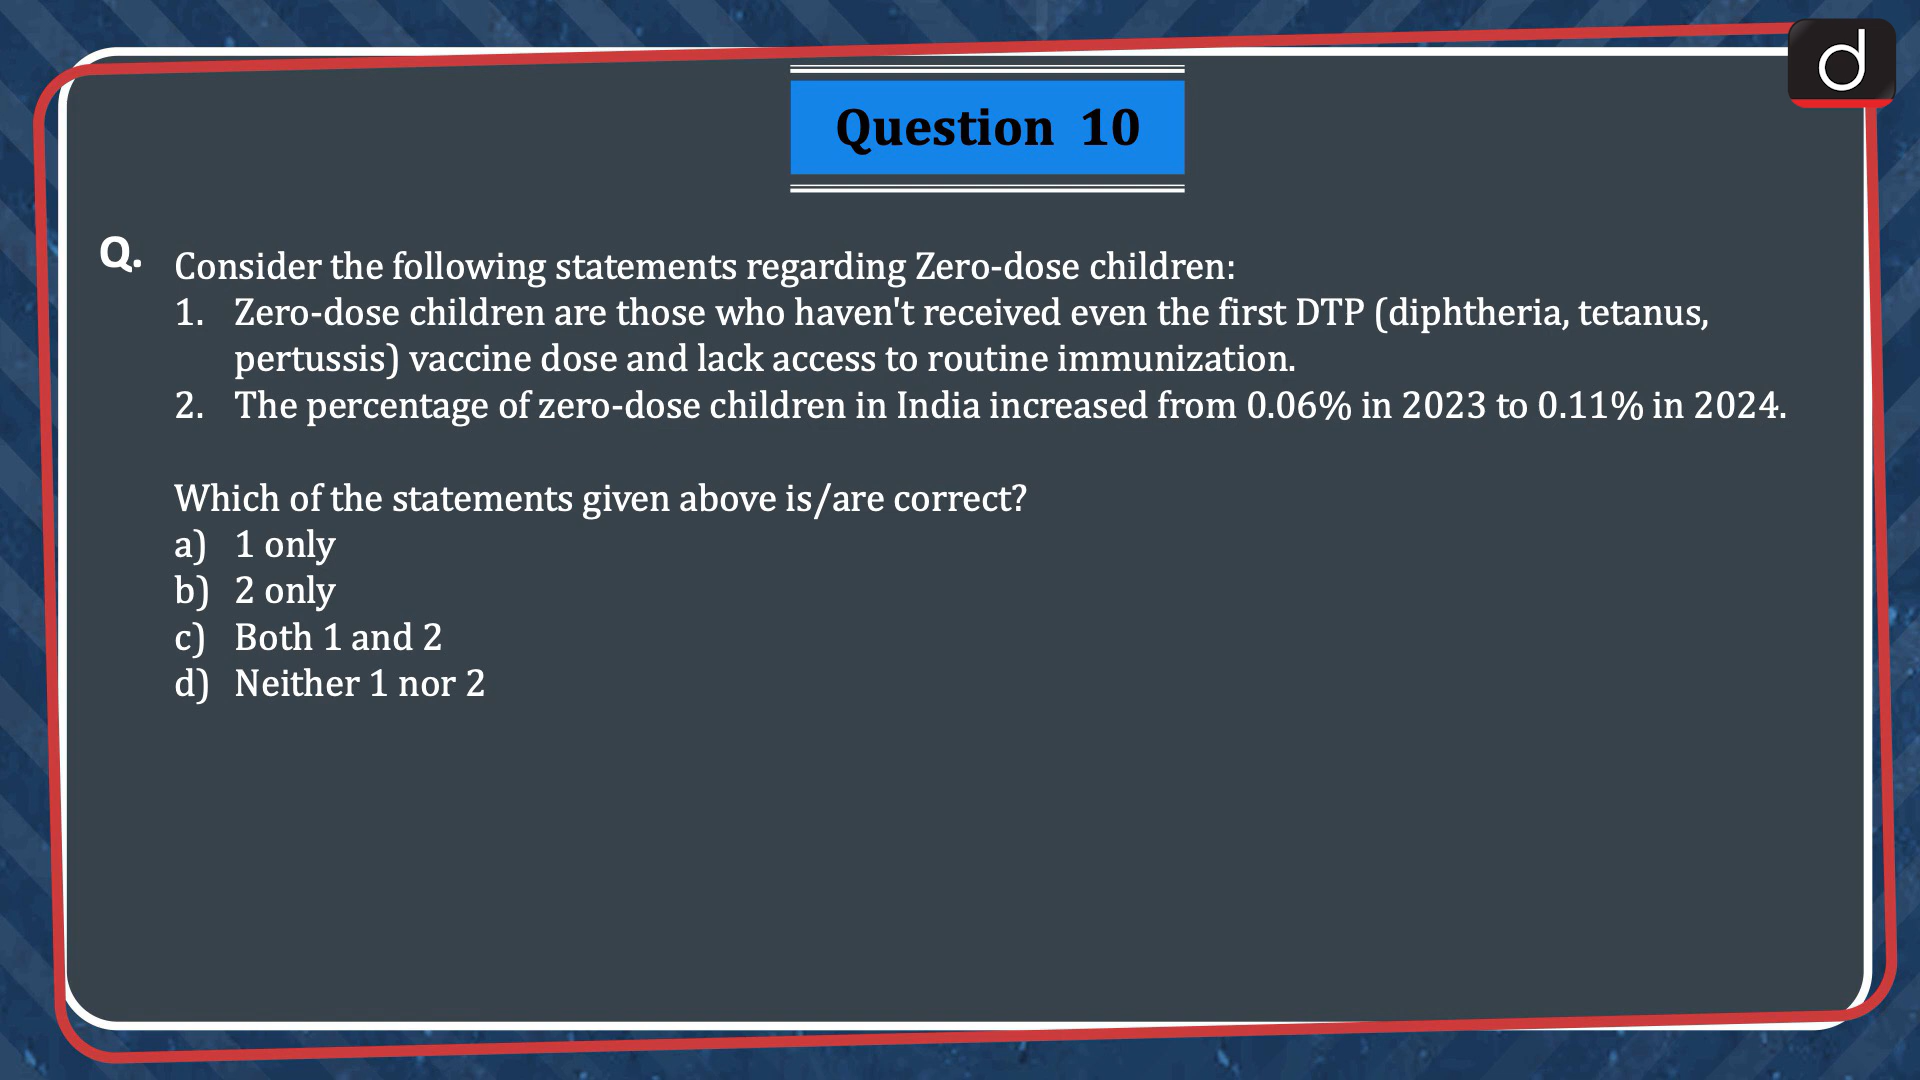 Question 10
Q. Consider the following statements regarding Zero-dose children:
1. Zero-dose children are those who haven't received even the first DTP (diphtheria, tetanus,
pertussis) vaccine dose and lack access to routine immunization.
2. The percentage of zero-dose children in India increased from 0.06% in 2023 to 0.11% in 2024.
Which of the statements given above is/are correct?
a) 1 only
b) 2 only
c) Both 1 and 2
d) Neither 1 nor 2